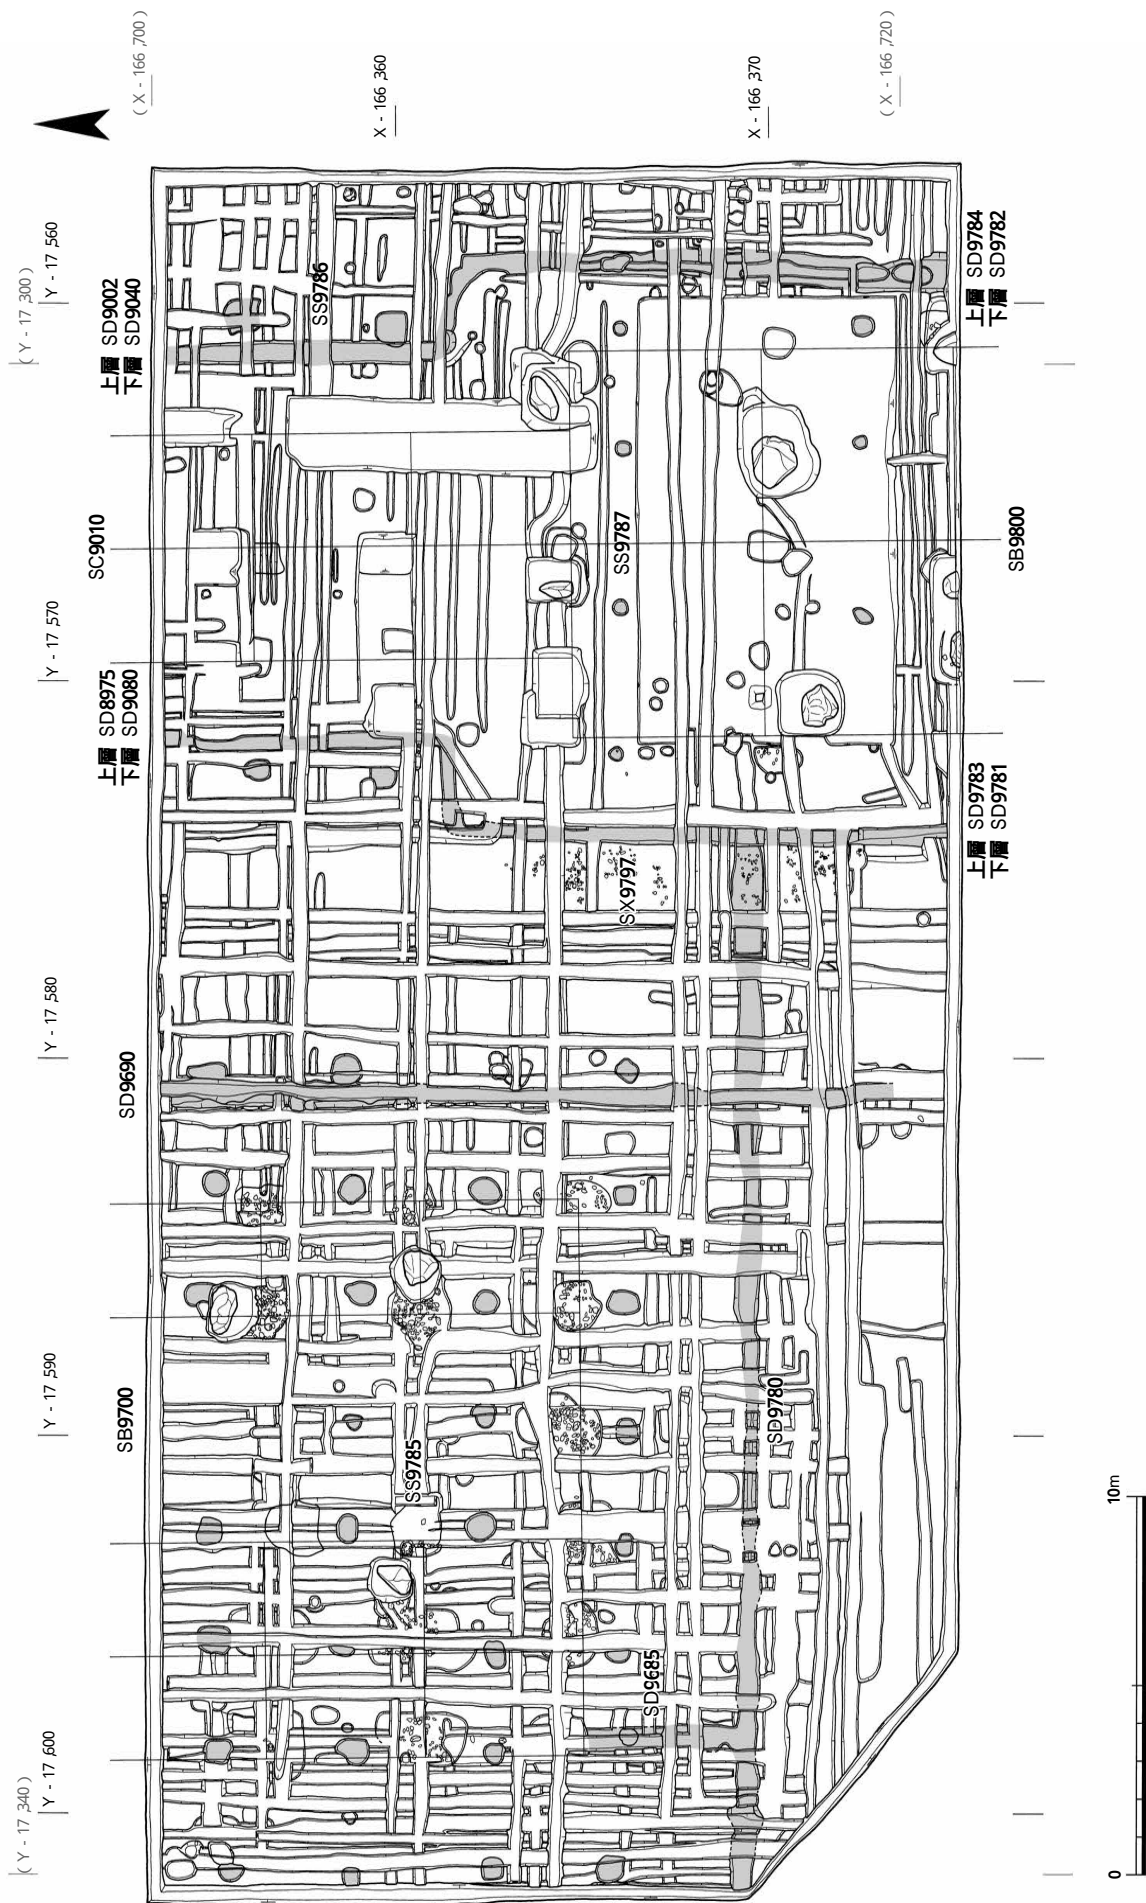 ( X - 166 ,700 )
X - 166 ,360
X - 166 ,370
( X - 166 ,720 )
( Y - 17 ,300 )
Y - 17 ,560
上層 SD9002
下層 SD9040
SS9786
上層 SD9784
下層 SD9782
SC9010
SS9787
SB9800
Y - 17 ,570
上層 SD8975
下層 SD9080
上層 SD9783
下層 SD9781
SX9797
Y - 17 ,580
SD9690
Y - 17 ,590
SB9700
SS9785
SD9780
SD9685
Y - 17 ,600
( Y - 17 ,340 )
0
10m